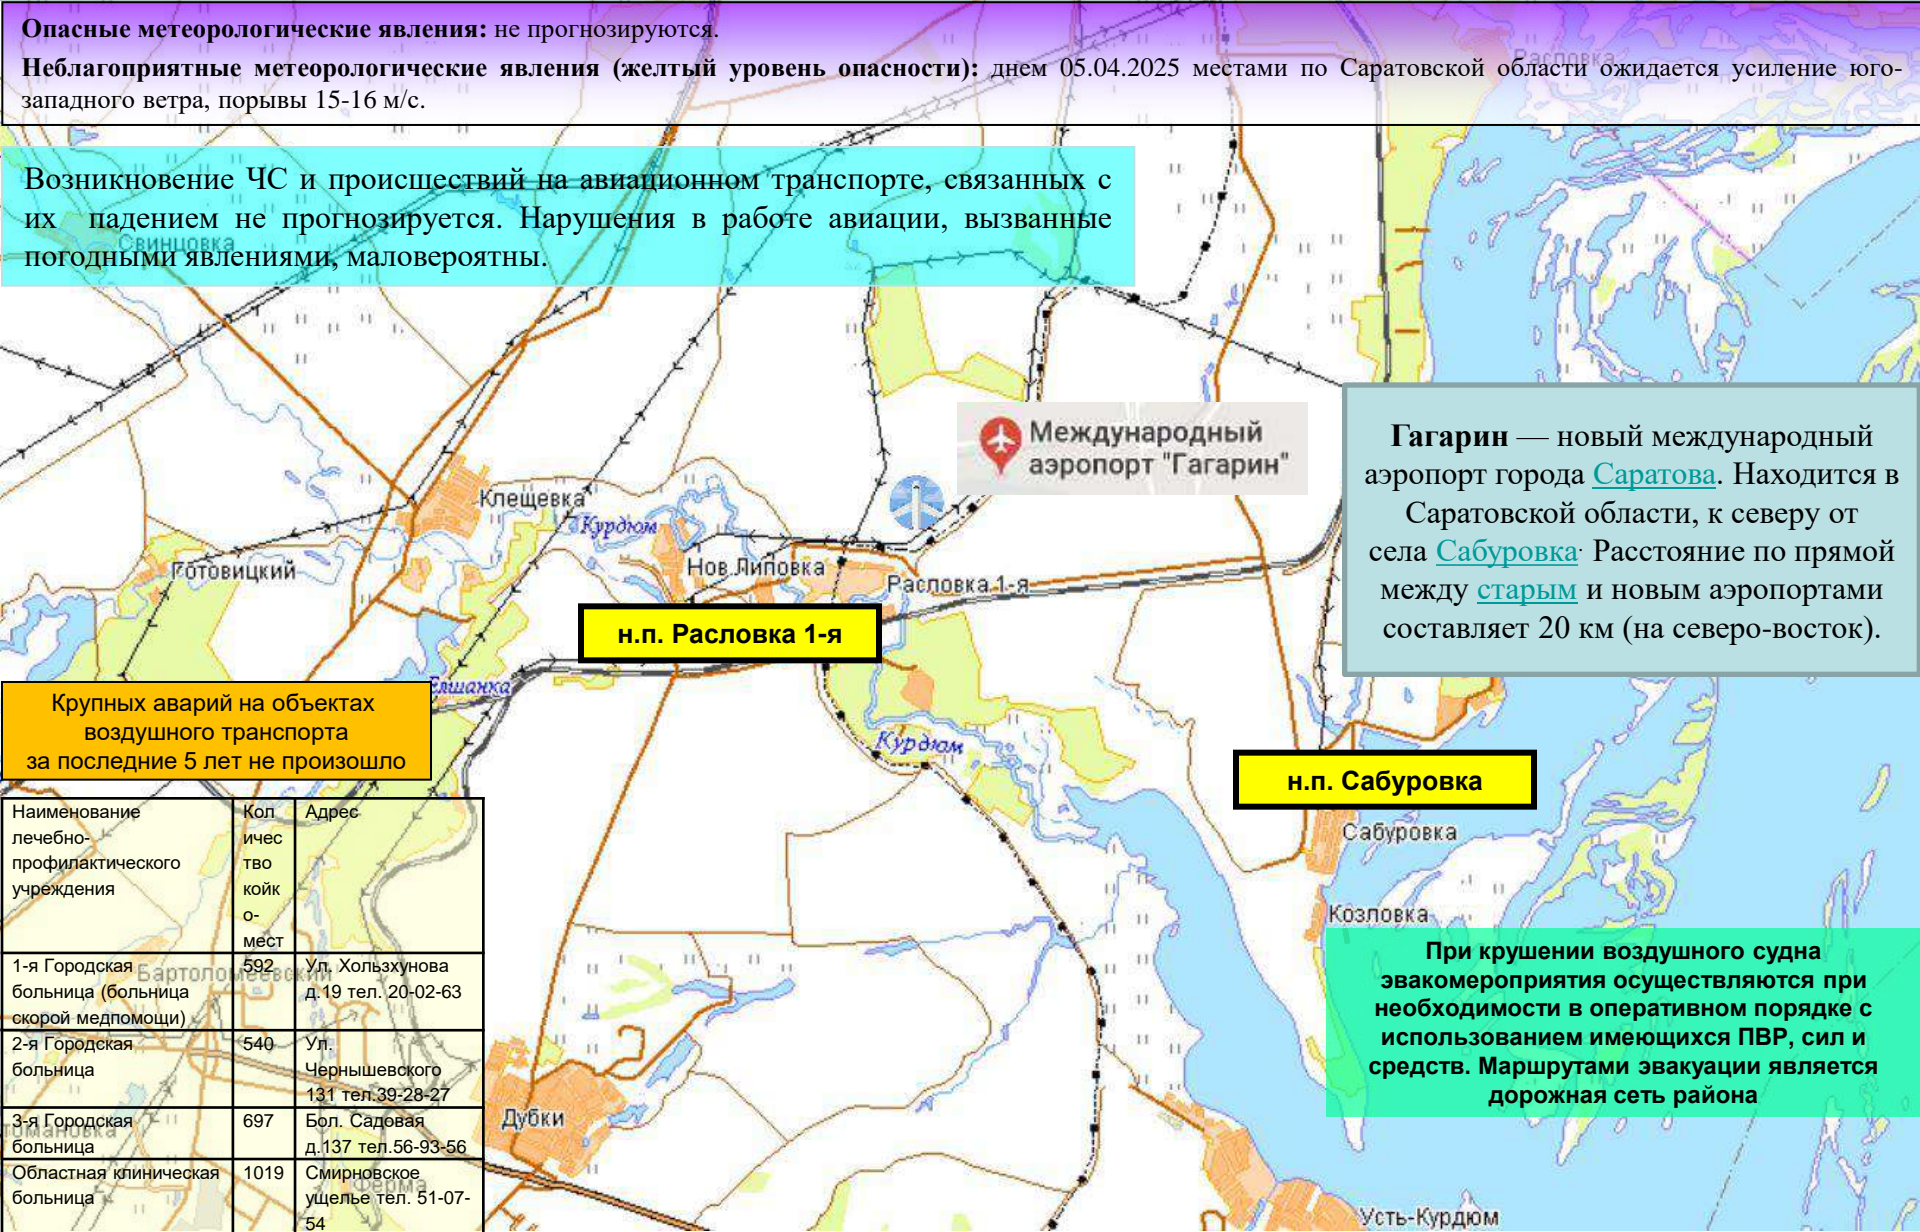 Опасные метеорологические явления: не прогнозируются.
Неблагоприятные метеорологические явления (желтый уровень опасности): днем 05.04.2025 местами по Саратовской области ожидается усиление юго-
западного ветра, порывы 15-16 м/с.
Расловка
Возникновение ЧС и происшествий на авиационном транспорте, связанных с
их падением не прогнозируется. Нарушения в работе авиации, вызванные
погодными явлениями, маловероятны.
Свинцовка
Международный
аэропорт "Гагарин"
Гагарин — новый международный
аэропорт города Саратова. Находится в
Саратовской области, к северу от
села Сабуровка. Расстояние по прямой
между старым и новым аэропортами
составляет 20 км (на северо-восток).
Клещевка
Курдюм
Готовицкий
Нов.Липовка
Расловка 1-я
н.п. Расловка 1-я
Елшанка
Крупных аварий на объектах
воздушного транспорта
за последние 5 лет не произошло
Курдюм
н.п. Сабуровка
Сабуровка
Козловка
Наименование
лечебно-
профилактического
учреждения
Кол
ичес
тво
койк
о-
мест
Адрес
1-я Городская
больница (больница
скорой медпомощи)
592
Ул. Хользхунова
д.19 тел. 20-02-63
Бартоломеевский
2-я Городская
больница
540
Ул.
Чернышевского
131 тел.39-28-27
3-я Городская
больница
697
Бол. Садовая
д.137 тел.56-93-56
Областная клиническая
больница
1019
Смирновское
ущелье тел. 51-07-
54
Ферма
Дубки
При крушении воздушного судна
эвакомероприятия осуществляются при
необходимости в оперативном порядке с
использованием имеющихся ПВР, сил и
средств. Маршрутами эвакуации является
дорожная сеть района
Усть-Курдюм